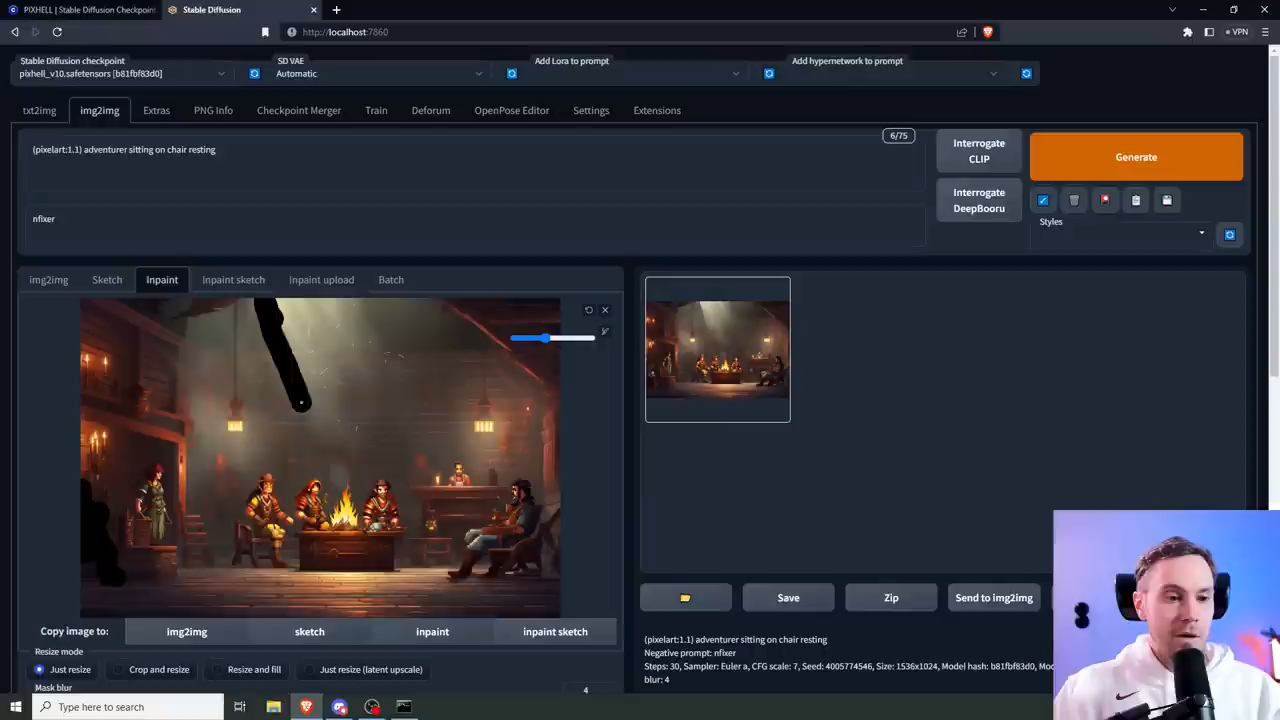 PIXHELL | Stable Diffusion Checkpoint
Stable Diffusion
http://localhost:7860
VPN
Stable Diffusion checkpoint
pixhell_v10.safetensors [b81fbf83d0]
SD VAE
Automatic
Add Lora to prompt
Add hypernetwork to prompt
txt2img
img2img
Extras
PNG Info
Checkpoint Merger
Train
Deforum
OpenPose Editor
Settings
Extensions
(pixelart:1.1) adventurer sitting on chair resting
6/75
Interrogate
CLIP
Generate
nfixer
Interrogate
DeepBooru
Styles
img2img
Sketch
Inpaint
Inpaint sketch
Inpaint upload
Batch
Copy image to:
img2img
sketch
inpaint
inpaint sketch
Resize mode
Just resize
Crop and resize
Resize and fill
Just resize (latent upscale)
Mask blur
4
Save
Zip
Send to img2img
(pixelart:1.1) adventurer sitting on chair resting
Negative prompt: nfixer
Steps: 30, Sampler: Euler a, CFG scale: 7, Seed: 4005774546, Size: 1536x1024, Model hash: b81fbf83d0, Mo
blur: 4
Type here to search